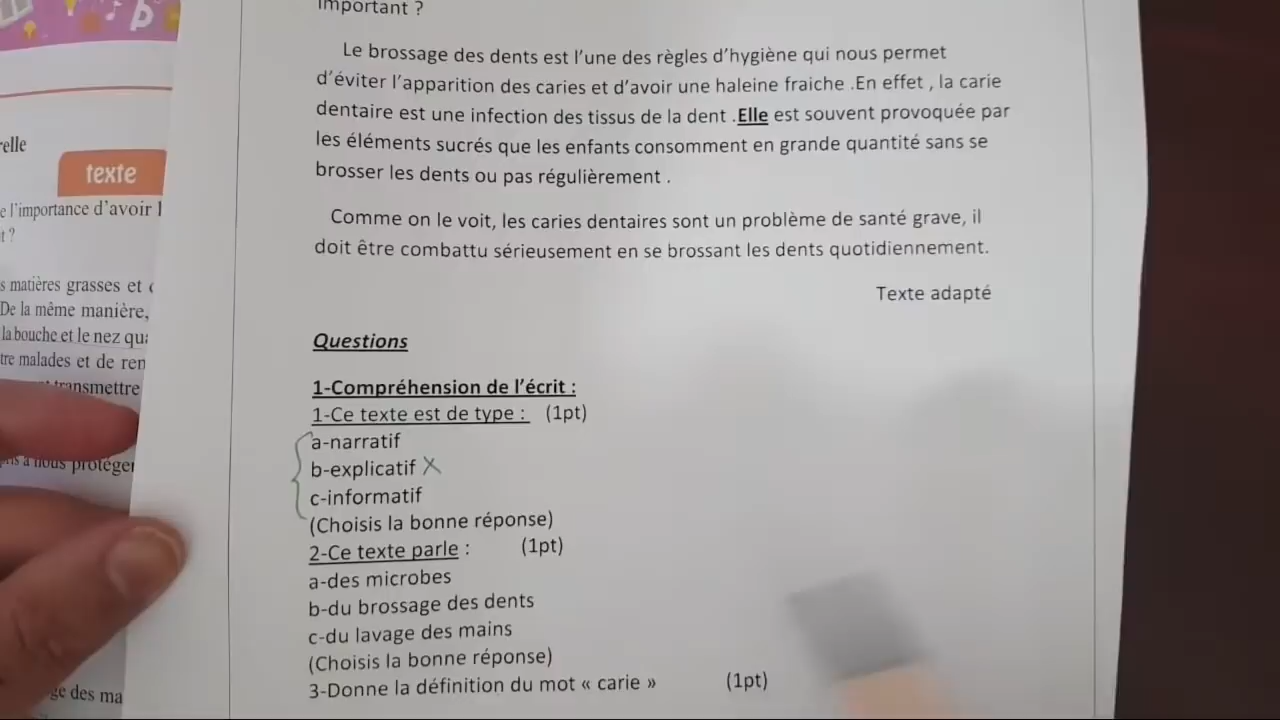 important ?
Le brossage des dents est l'une des règles d'hygiène qui nous permet
d'éviter l'apparition des caries et d'avoir une haleine fraiche .En effet , la carie
dentaire est une infection des tissus de la dent .Elle est souvent provoquée par
les éléments sucrés que les enfants consomment en grande quantité sans se
brosser les dents ou pas régulièrement .
Comme on le voit, les caries dentaires sont un problème de santé grave, il
doit être combattu sérieusement en se brossant les dents quotidiennement.
Texte adapté
Questions
1-Compréhension de l'écrit :
1-Ce texte est de type : (1pt)
a-narratif
b-explicatif X
c-informatif
(Choisis la bonne réponse)
2-Ce texte parle : (1pt)
a-des microbes
b-du brossage des dents
c-du lavage des mains
(Choisis la bonne réponse)
3-Donne la définition du mot « carie » (1pt)
texte
e l'importance d'avoir
t ?
s matières grasses et
De la même manière,
la bouche et le nez
tre malades et de
transmettre
à nous
ge des